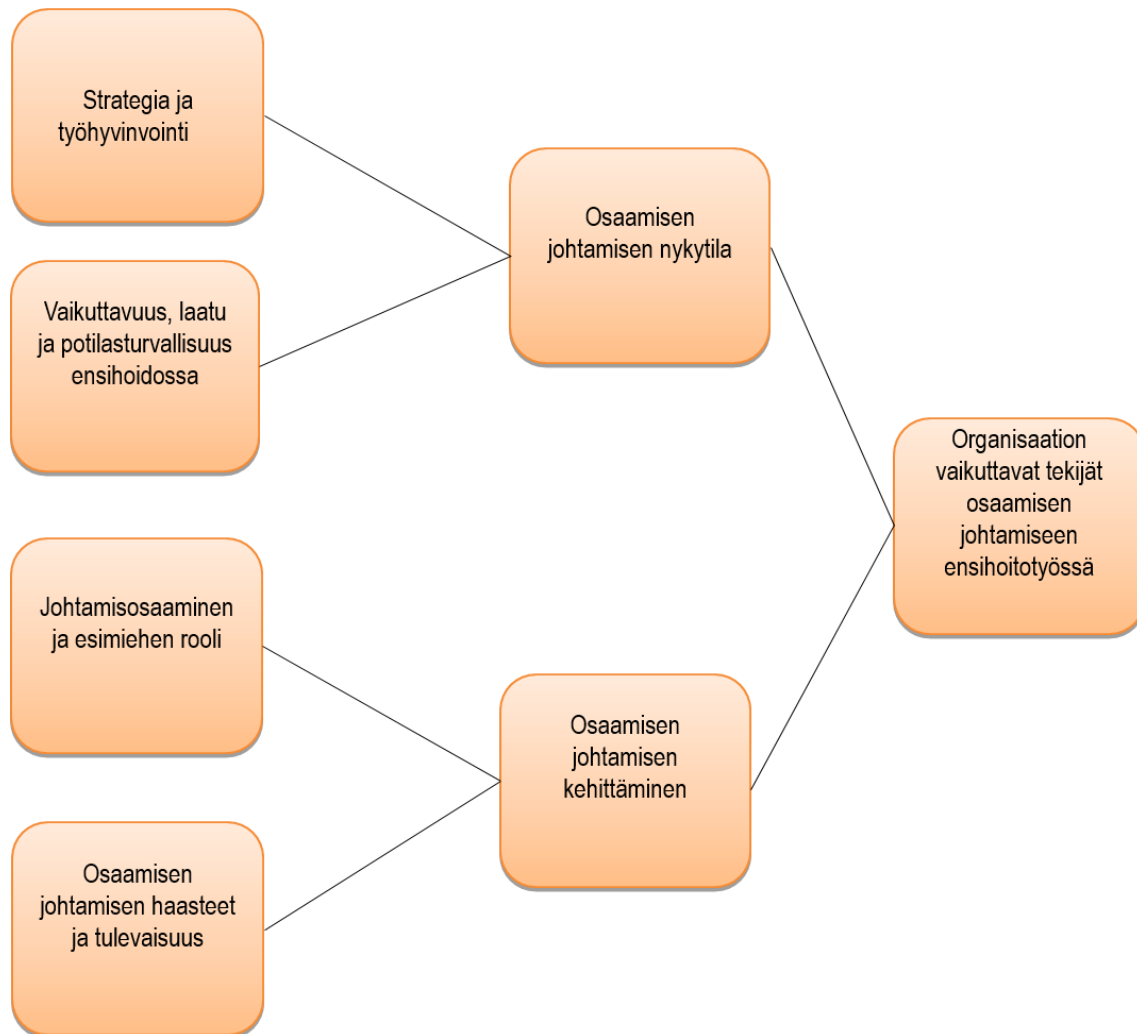 Strategia ja
työhyvinvointi
Vaikuttavuus, laatu
ja potilasturvallisuus
ensihoidossa
Johtamisosaaminen
ja esimiehen rooli
Osaamisen
johtamisen haasteet
ja tulevaisuus
Osaamisen
johtamisen nykytila
Osaamisen
johtamisen
kehittäminen
Organisaation
vaikuttavat tekijät
osaamisen
johtamiseen
ensihoitotyössä